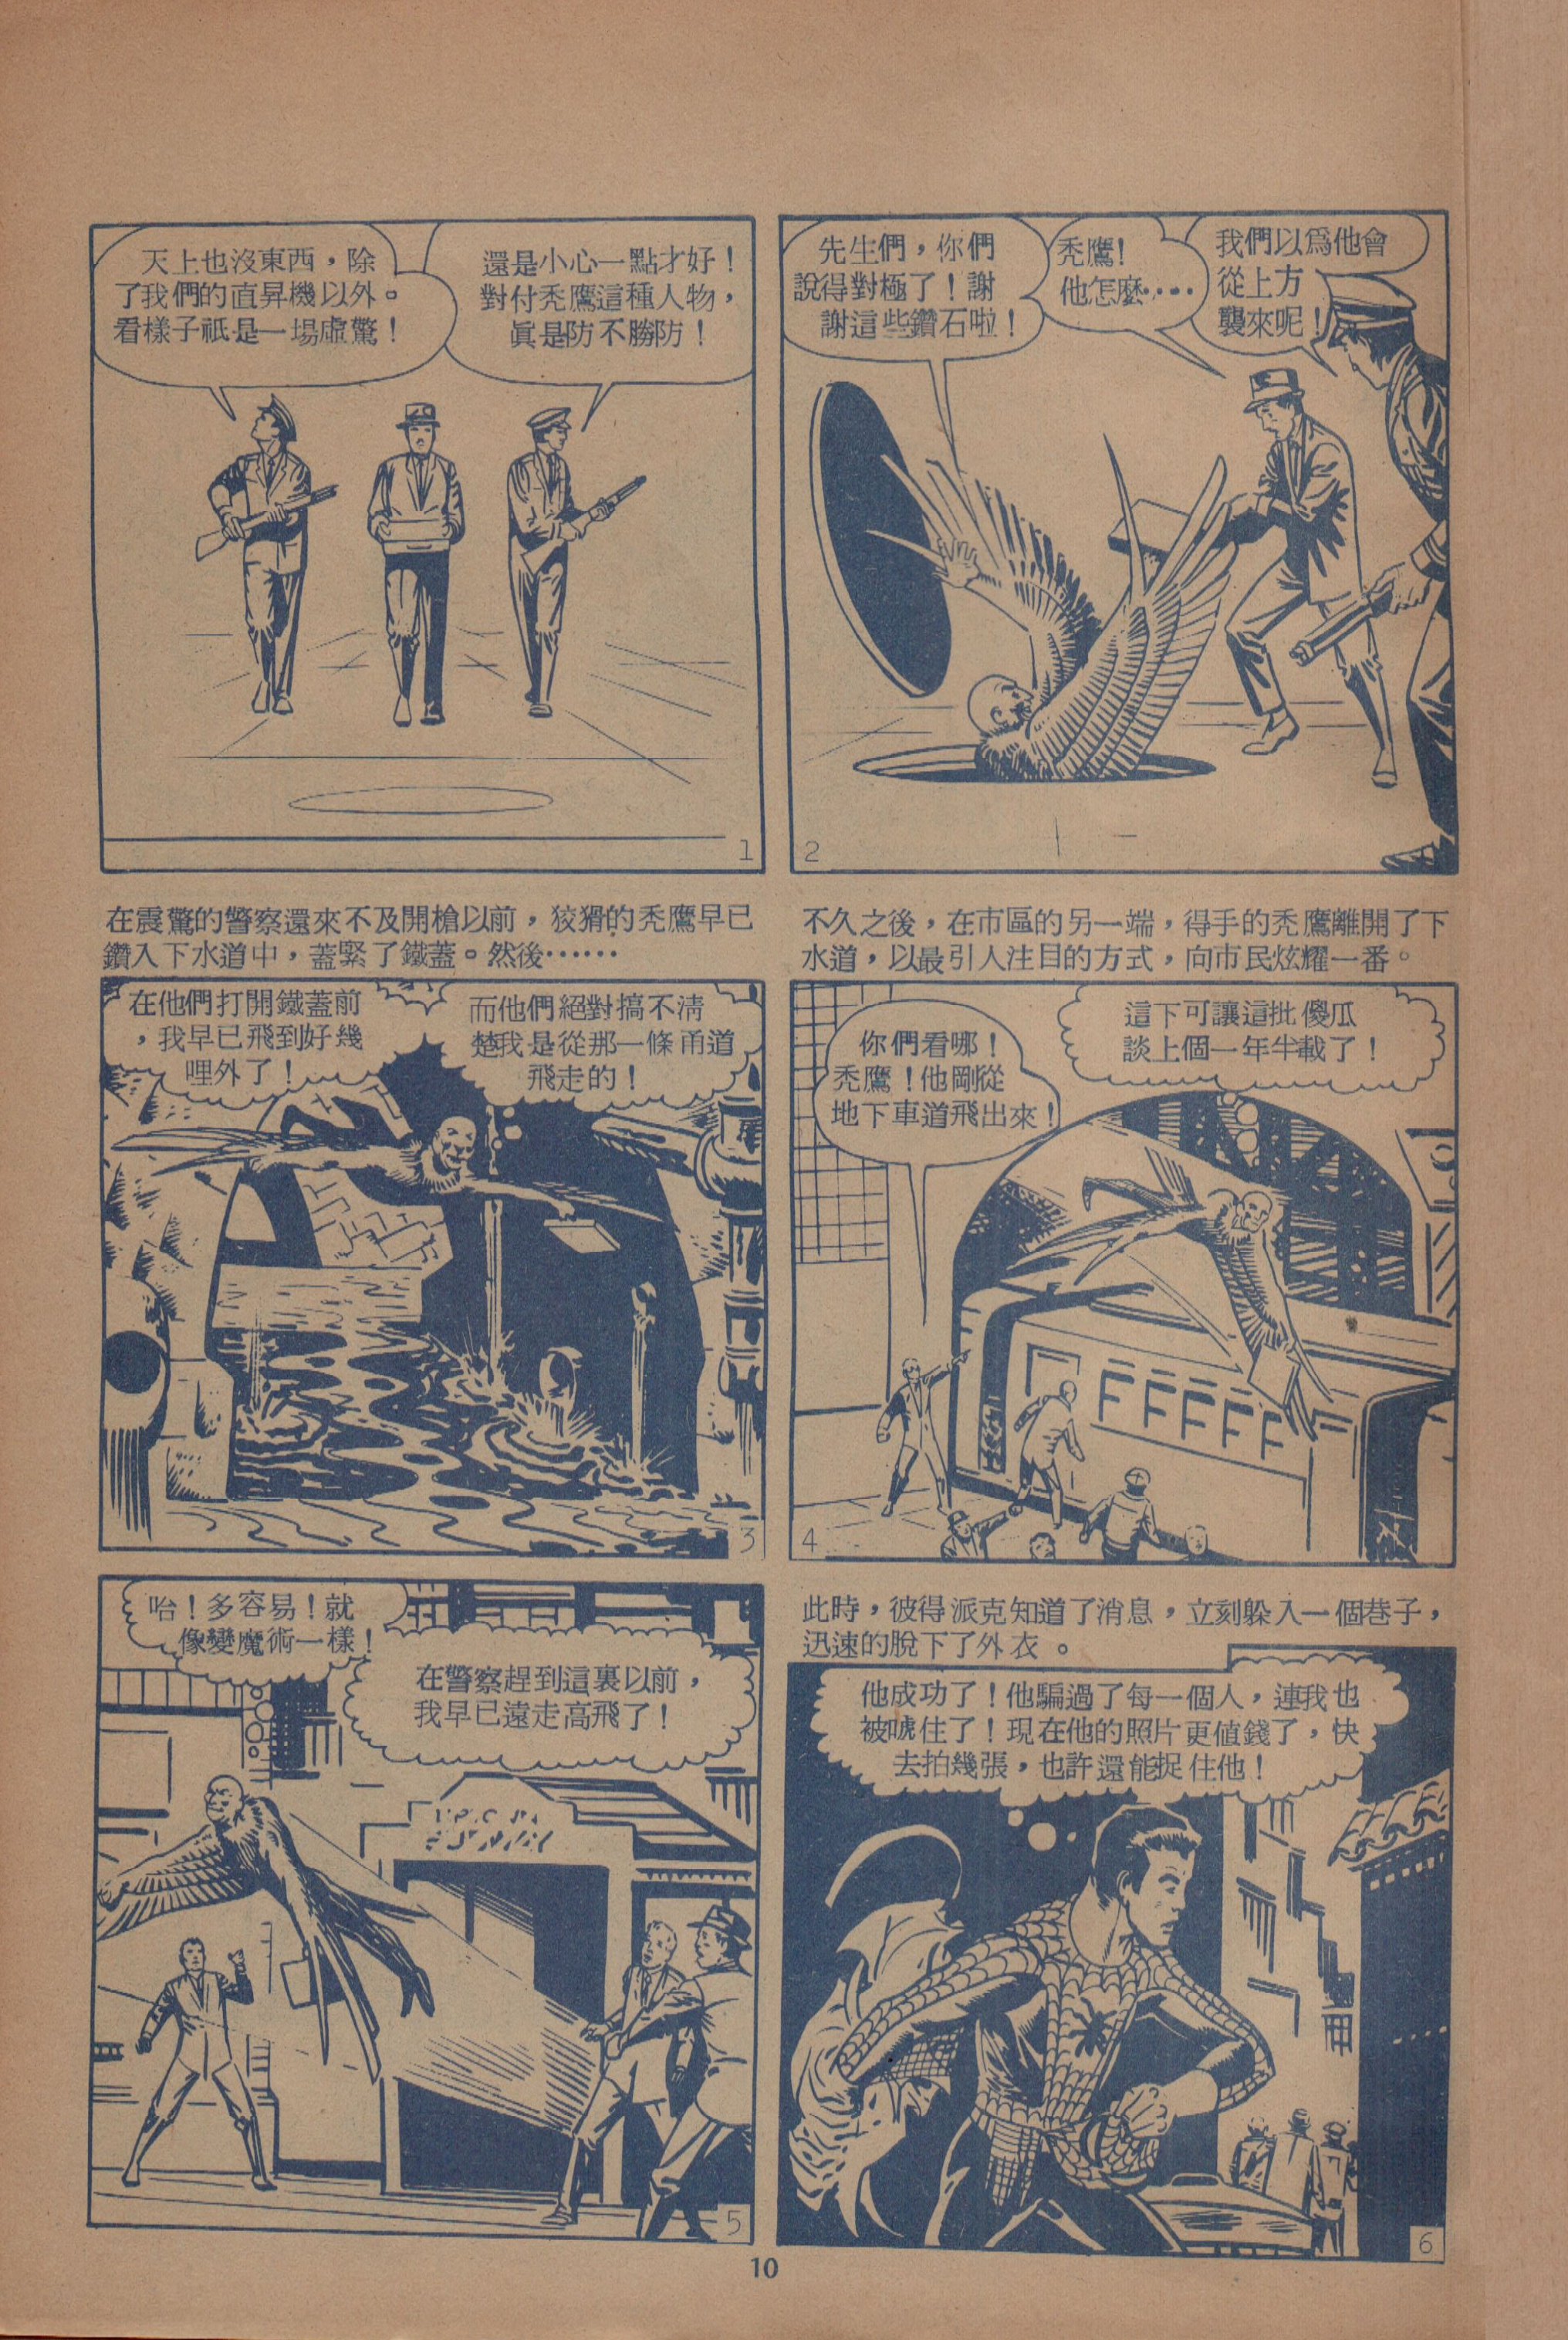 天上也沒東西，除
了我們的直昇機以外。
看樣子祇是一場虛驚！
還是小心一點才好！
對付禿鷹這種人物，
眞是防不勝防！
1
先生們，你們
說得對極了！謝
謝這些鑽石啦！
禿鷹！
他怎麼‥‥
我們以爲他會
從上方
襲來呢！
2
在震驚的警察還來不及開槍以前，狡猾的禿鷹早已
鑽入下水道中，蓋緊了鐵蓋。然後……
在他們打開鐵蓋前
，我早已飛到好幾
哩外了！
而他們絕對搞不清
楚我是從那一條甬道
飛走的！
3
不久之後，在市區的另一端，得手的禿鷹離開了下
水道，以最引人注目的方式，向市民炫耀一番。
你們看哪！
禿鷹！他剛從
地下車道飛出來！
這下可讓這批傻瓜
談上個一年半載了！
4
哈！多容易！就
像變魔術一樣！
在警察趕到這裏以前，
我早已遠走高飛了！
5
此時，彼得派克知道了消息，立刻躲入一個巷子，
迅速的脫下了外衣。
他成功了！他騙過了每一個人，連我也
被唬住了！現在他的照片更値錢了，快
去拍幾張，也許還能捉住他！
6
10